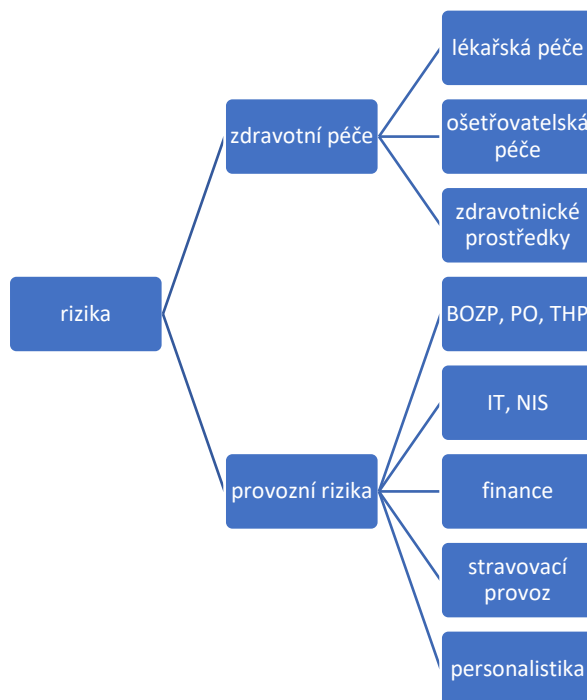 lékařská péče
zdravotní péče
ošetřovatelská
péče
zdravotnické
prostředky
rizika
BOZP, PO, THP
IT, NIS
provozní rizika
finance
stravovací
provoz
personalistika